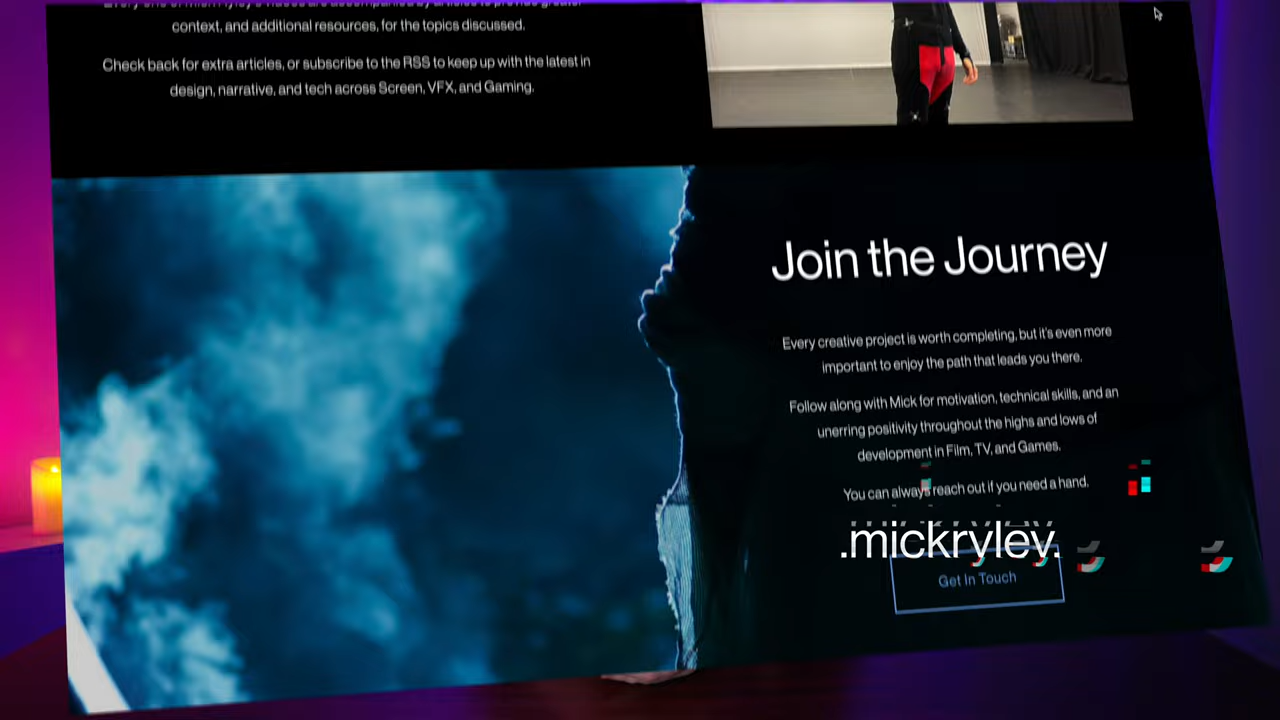 context, and additional resources, for the topics discussed.
Check back for extra articles, or subscribe to the RSS to keep up with the latest in
design, narrative, and tech across Screen, VFX, and Gaming.
Join the Journey
Every creative project is worth completing, but it's even more
important to enjoy the path that leads you there.
Follow along with Mick for motivation, technical skills, and an
unerring positivity throughout the highs and lows of
development in Film, TV, and Games.
You can always reach out if you need a hand.
.mickryley.
Get In Touch